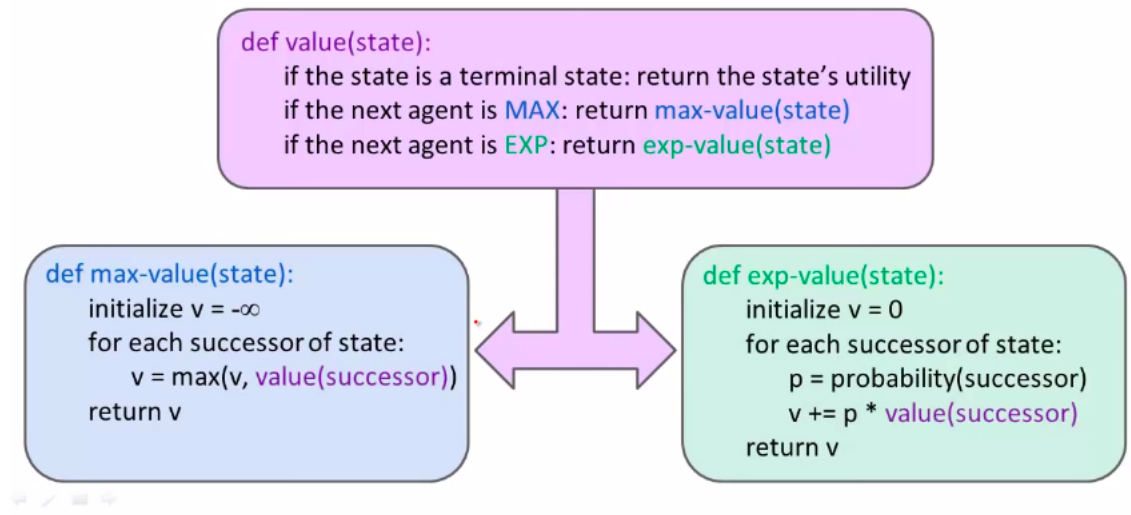 def value(state):
if the state is a terminal state: return the state’s utility
if the next agent is MAX: return max-value(state)
if the next agent is EXP: return exp-value(state)
def max-value(state):
initialize v = -∞
for each successor of state:
v = max(v, value(successor))
return v
def exp-value(state):
initialize v = 0
for each successor of state:
p = probability(successor)
v += p * value(successor)
return v